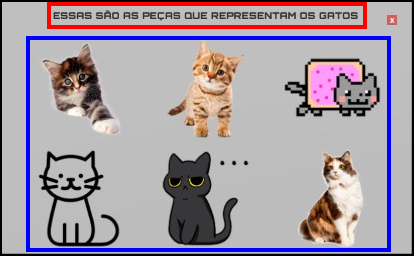 ESSAS SÃO AS PEÇAS QUE REPRESENTAM OS GATOS
x
...